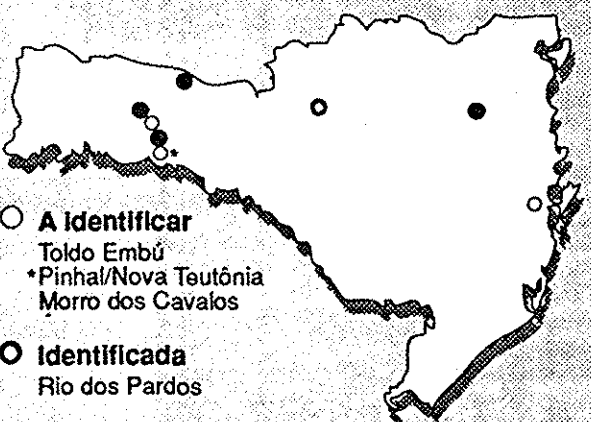 A identificar
Toldo Embú
*Pinhal/Nova Teutônia
Morro dos Cavalos
Identificada
Rio dos Pardos
*